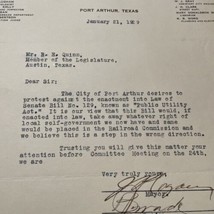 PORT ARTHUR, TEXAS
January 21, 19
Mr. E. E. Quinn,
Member of the Legislature,
Austin, Texas.
Dear Sir;
The City of Port Arthur desires to
protest against the enactment into Law of
Senate Bill No. 129, known as "Public Utility
Act." It is our view that this Bill would, if
enacted into law, take away whatever right of
local self-government we now have and same
would be placed in the Railroad Commission and
we believe this is a step in the wrong direction.
Trusting you will give this matter your
attention before Committee Meeting on the 24th,
we are
Very truly yours,
Mayor.